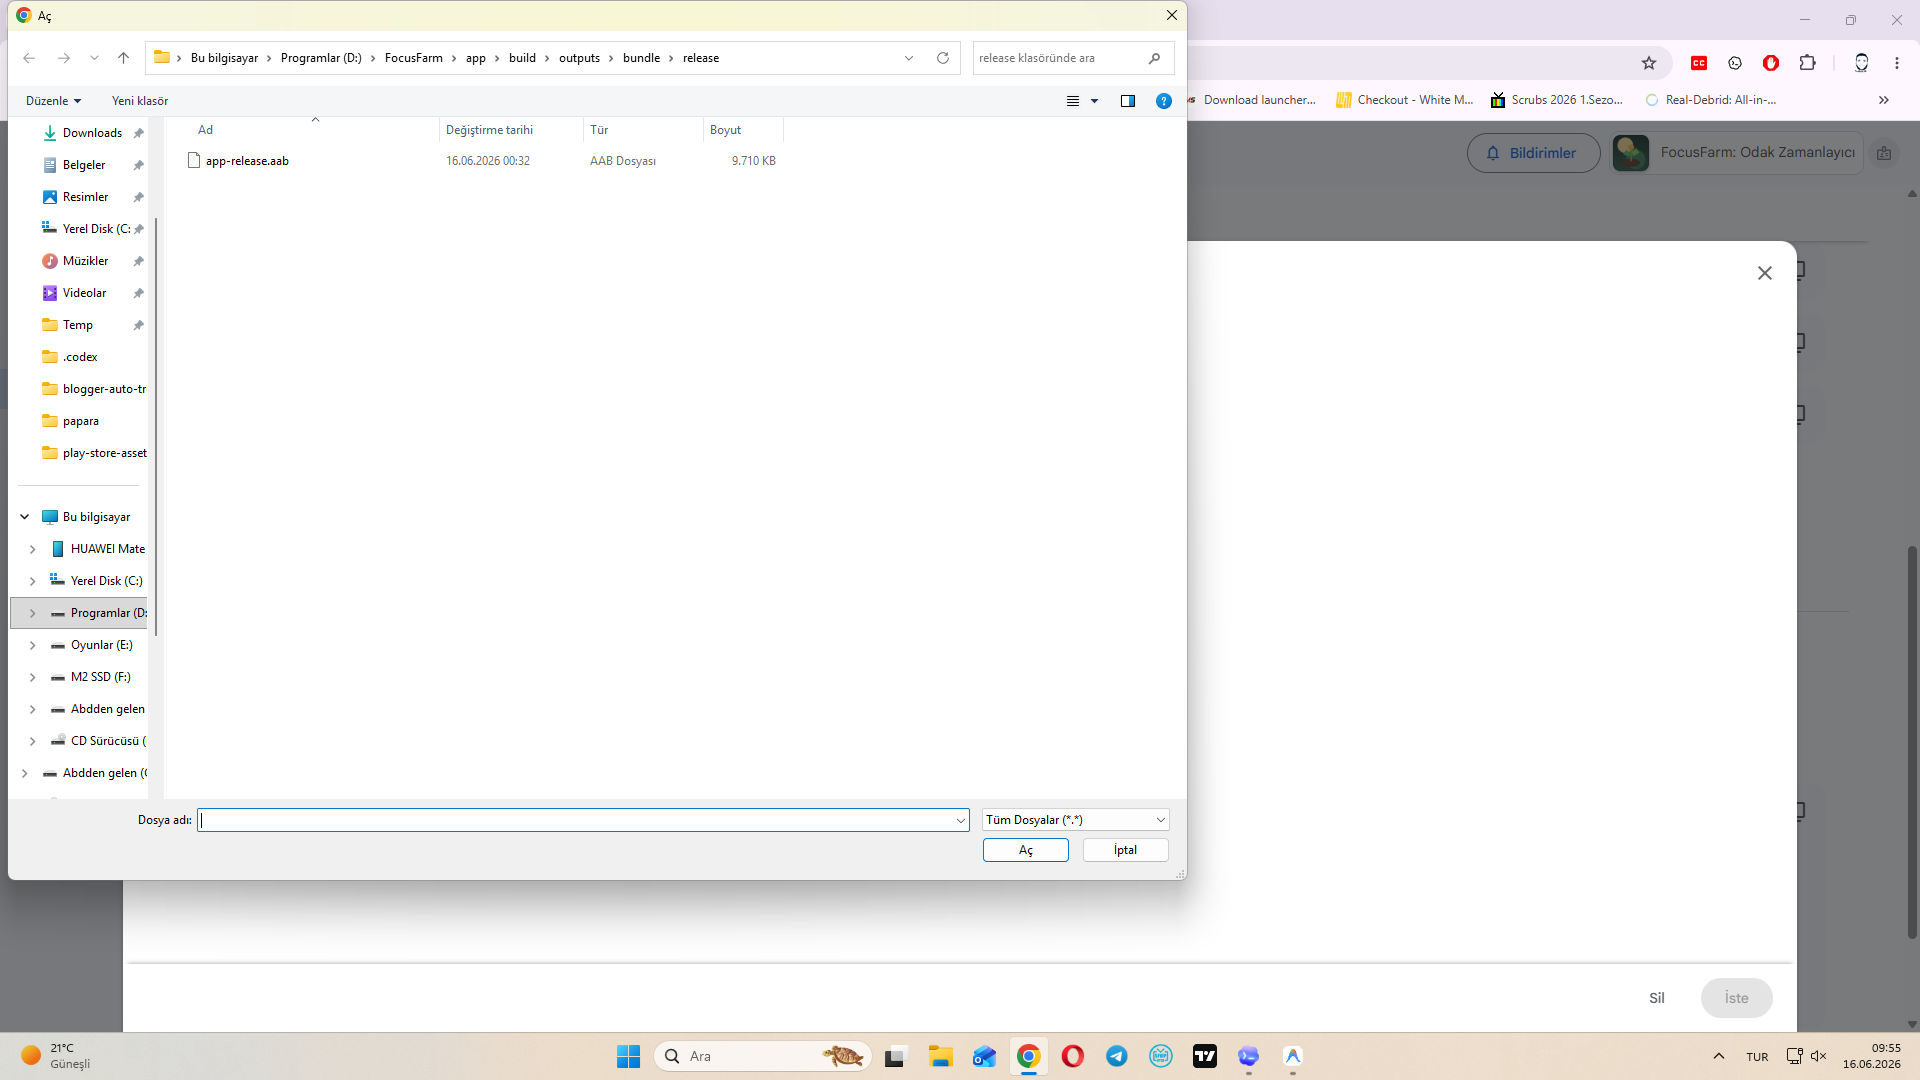 Aç
Bu bilgisayar
Programlar (D:)
FocusFarm
app
build
outputs
bundle
release
release klasöründe ara
Düzenle
Yeni klasör
CC
Download launcher...
Checkout - White M...
Scrubs 2026 1.Sezo...
Real-Debrid: All-in-...
Bildirimler
FocusFarm: Odak Zamanlayıcı
Ad
Değiştirme tarihi
Tür
Boyut
app-release.aab
16.06.2026 00:32
AAB Dosyası
9.710 KB
Downloads
Belgeler
Resimler
Yerel Disk (C:
Müzikler
Videolar
Temp
.codex
blogger-auto-tr
papara
play-store-asset
Bu bilgisayar
HUAWEI Mate
Yerel Disk (C:)
Programlar (D:
Oyunlar (E:)
M2 SSD (F:)
Abdden gelen
CD Sürücüsü (
Abdden gelen (
Dosya adı:
Tüm Dosyalar (*.*)
Aç
İptal
Sil
İste
21°C
Güneşli
Ara
TUR
09:55
16.06.2026